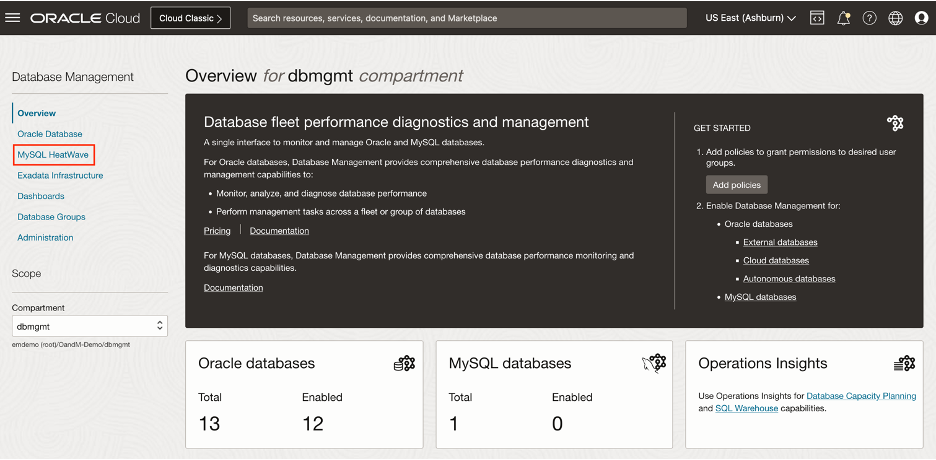 ORACLE Cloud
Cloud Classic >
Search resources, services, documentation, and Marketplace
US East (Ashburn)
Database Management
Overview
Oracle Database
MySQL HeatWave
Exadata Infrastructure
Dashboards
Database Groups
Administration
Scope
Compartment
dbmgmt
emdemo (root)/OandM-Demo/dbmgmt
Overview for dbmgmt compartment
Database fleet performance diagnostics and management
A single interface to monitor and manage Oracle and MySQL databases.
For Oracle databases, Database Management provides comprehensive database performance diagnostics and
management capabilities to:
• Monitor, analyze, and diagnose database performance
• Perform management tasks across a fleet or group of databases
Pricing | Documentation
For MySQL databases, Database Management provides comprehensive database performance monitoring and
diagnostics capabilities.
Documentation
GET STARTED
1. Add policies to grant permissions to desired user
groups.
Add policies
2. Enable Database Management for:
• Oracle databases
▪ External databases
▪ Cloud databases
▪ Autonomous databases
• MySQL databases
Oracle databases
Total Enabled
13 12
MySQL databases
Total Enabled
1 0
Operations Insights
Use Operations Insights for Database Capacity Planning
and SQL Warehouse capabilities.